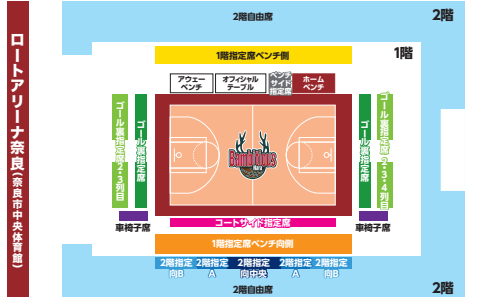 ロートアリーナ奈良(奈良市中央体育館)
2階自由席
2階
1階指定席ベンチ側
1階
アウェー
ベンチ
オフィシャル
テーブル
ベンチ
サイド
指定席
ホーム
ベンチ
ゴール裏指定席2・3列目
ゴール裏指定席
BAMBITIOUS
NARA
ゴール裏指定席
ゴール裏指定席2・3・4列目
車椅子席
コートサイド指定席
車椅子席
1階指定席ベンチ向側
2階指定
向B
2階指定
A
2階指定
向中央
2階指定
A
2階指定
向B
2階自由席
2階